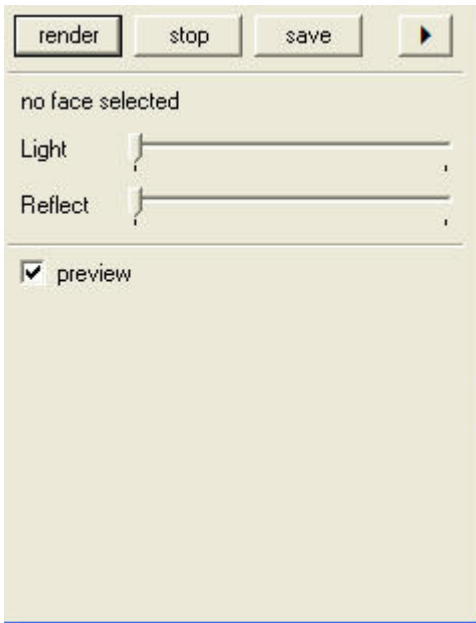 render stop save
no face selected
Light
Reflect
preview